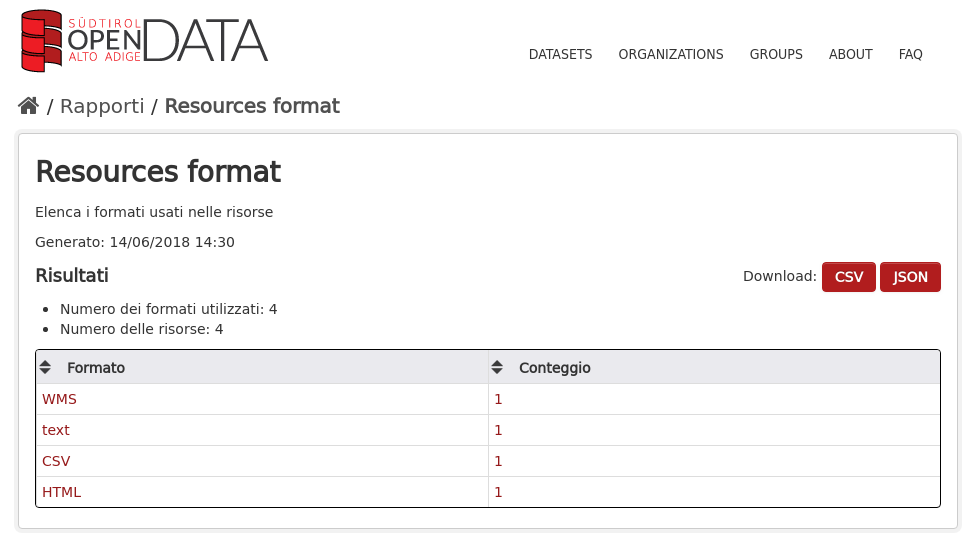 SÜDTIROL
OPEN DATA
ALTO ADIGE
DATASETS ORGANIZATIONS GROUPS ABOUT FAQ
/ Rapporti / Resources format
Resources format
Elenca i formati usati nelle risorse
Generato: 14/06/2018 14:30
Risultati
Download: CSV JSON
Numero dei formati utilizzati: 4
Numero delle risorse: 4
Formato Conteggio
WMS 1
text 1
CSV 1
HTML 1